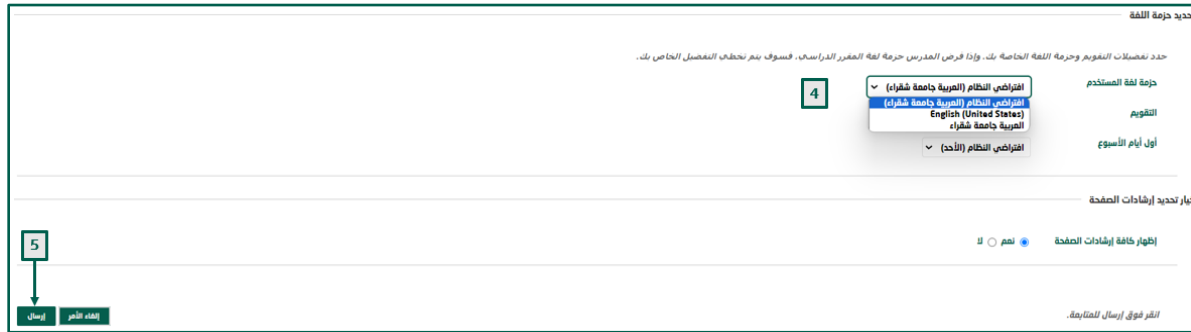 حديد حزمة اللغة
حدد تفضيلات التقويم وحزمة اللغة الخاصة بك. وإذا فرض المدرس حزمة لغة المقرر الدراسي، فسوف يتم تخطي التفضيل الخاص بك.
حزمة لغة المستخدم
افتراضي النظام (العربية جامعة شقراء)
4
افتراضي النظام (العربية جامعة شقراء)
English (United States)
العربية جامعة شقراء
التقويم
أول أيام الأسبوع
افتراضي النظام (الأحد)
يار تحديد إرشادات الصفحة
إظهار كافة إرشادات الصفحة
نعم
لا
5
انقر فوق إرسال للمتابعة.
إلغاء الأمر
إرسال